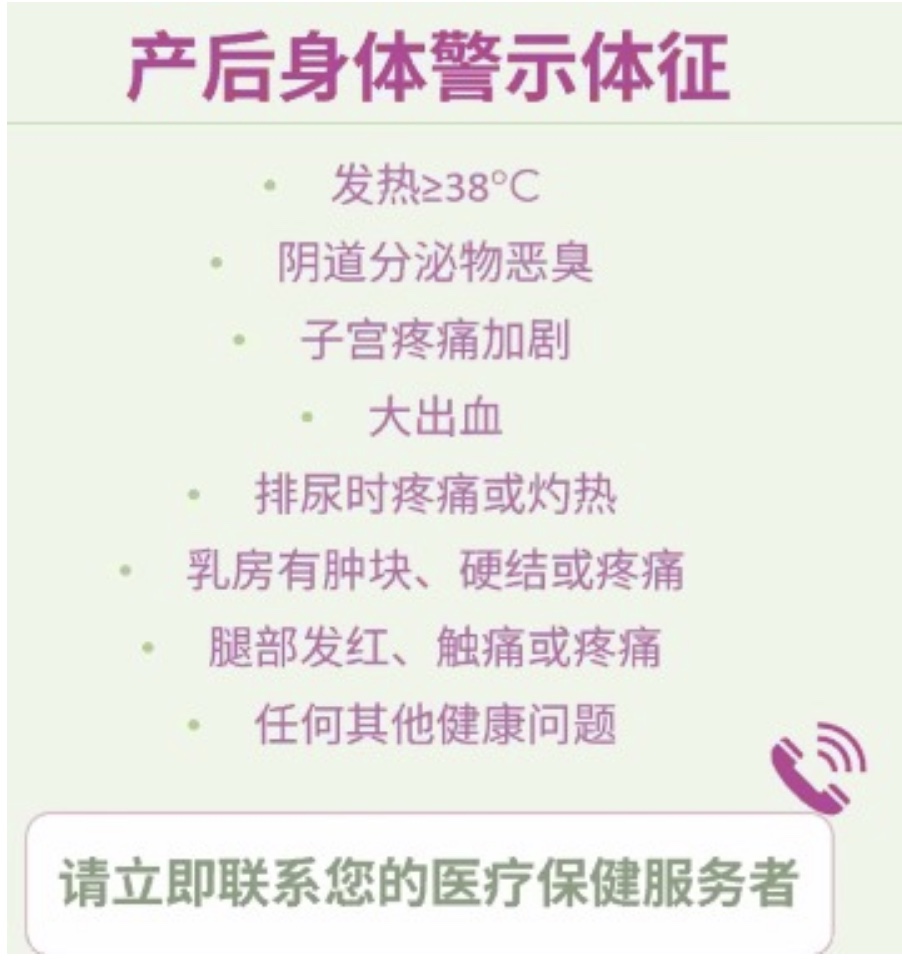 产后身体警示体征
• 发热≥38°C
• 阴道分泌物恶臭
• 子宫疼痛加剧
• 大出血
• 排尿时疼痛或灼热
• 乳房有肿块、硬结或疼痛
• 腿部发红、触痛或疼痛
• 任何其他健康问题
请立即联系您的医疗保健服务者